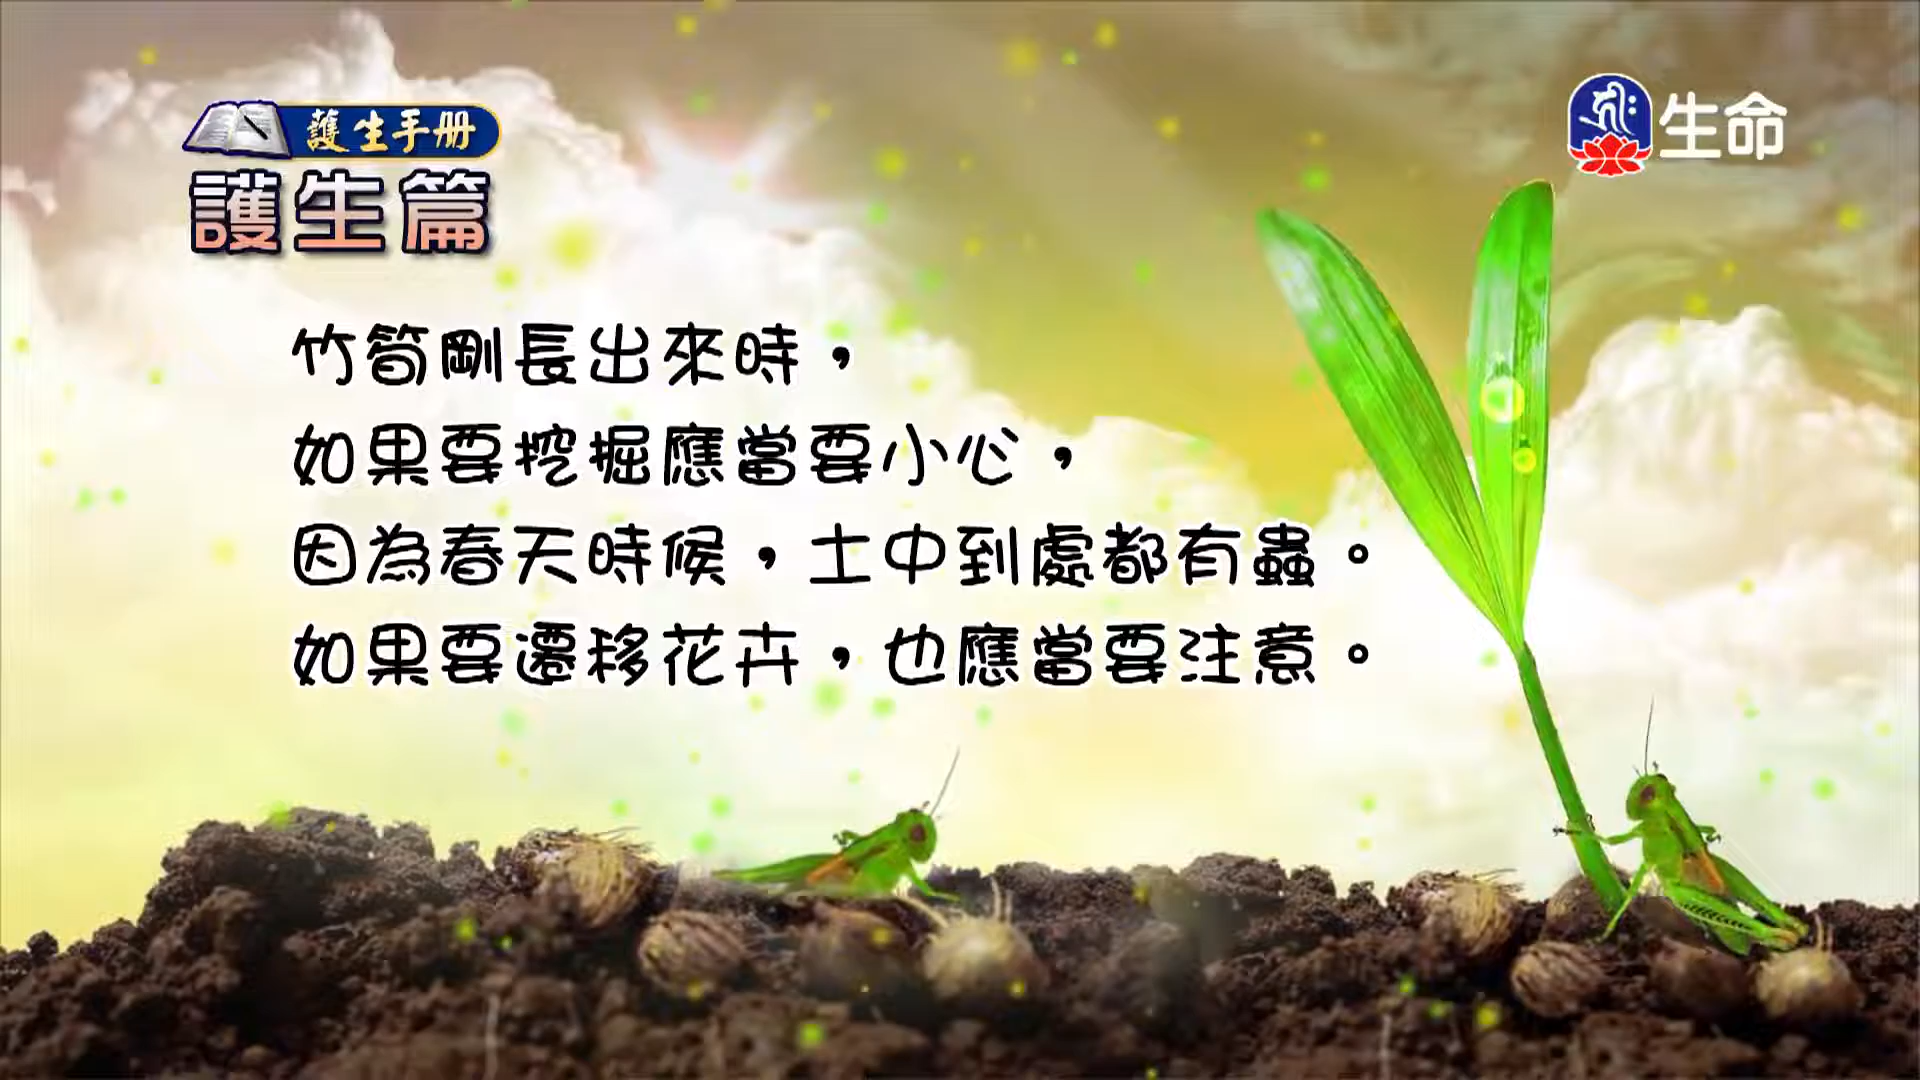 護生手册
護生篇
生命
竹筍剛長出來時，
如果要挖掘應當要小心，
因為春天時候，土中到處都有蟲。
如果要遷移花卉，也應當要注意。